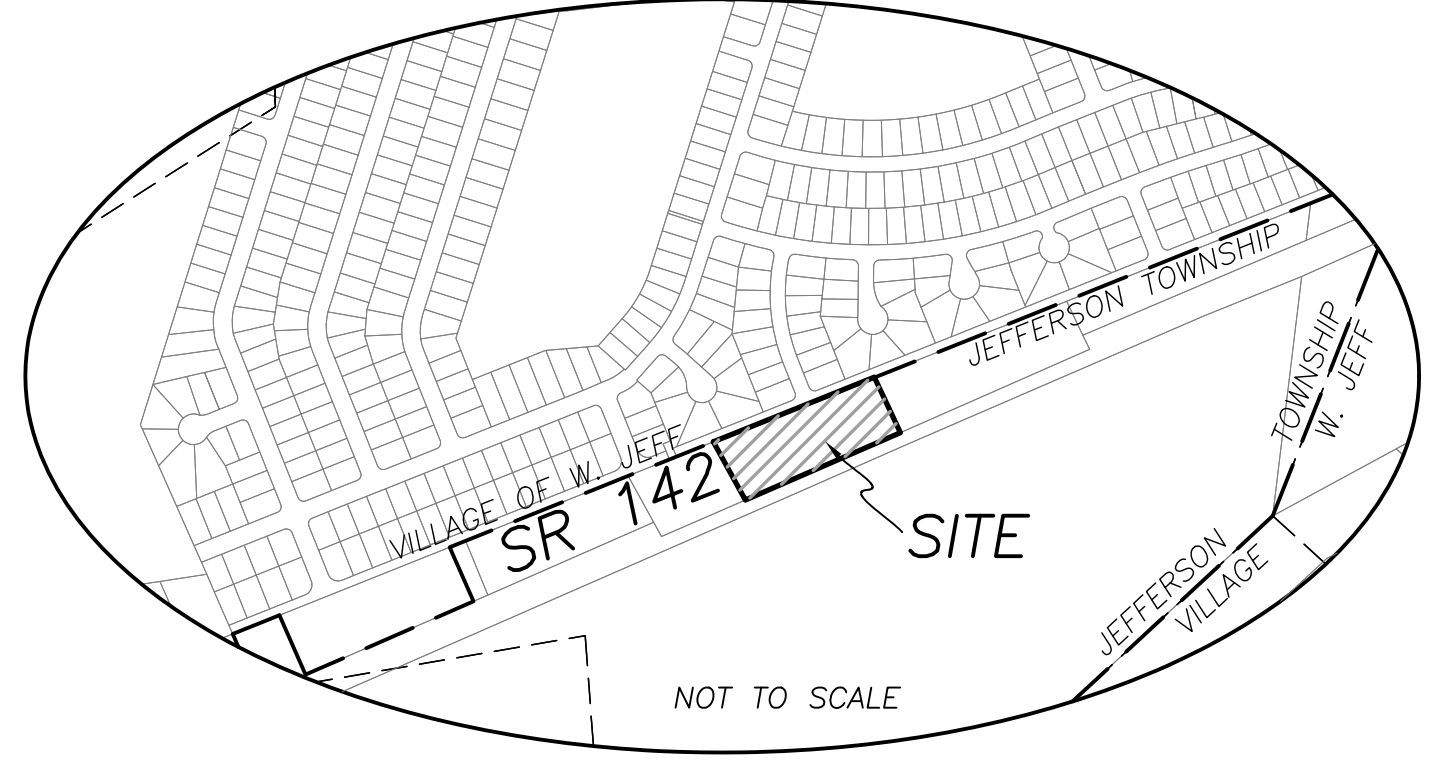 JEFFERSON TOWNSHIP
TOWNSHIP
W. JEFF
VILLAGE OF W. JEFF
SR 142
SITE
JEFFERSON
VILLAGE
NOT TO SCALE